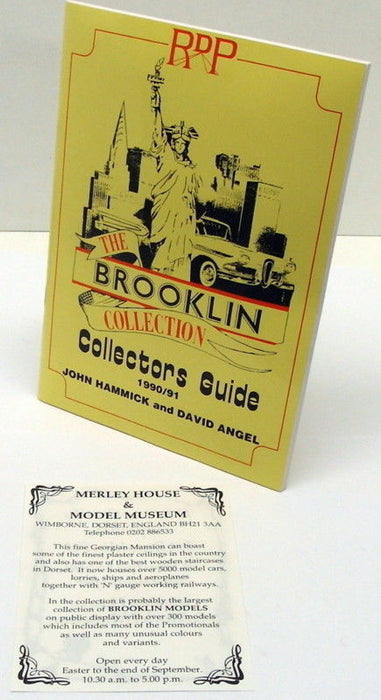 RDP
THE
BROOKLIN
COLLECTION
Collectors Guide
1990/91
JOHN HAMMICK and DAVID ANGEL
MERLEY HOUSE
&
MODEL MUSEUM
WIMBORNE, DORSET, ENGLAND BH21 3AA
Telephone 0202 886533
This fine Georgian Mansion can boast
some of the finest plaster ceilings in the country
and also has one of the best wooden staircases
in Dorset. It now houses over 5000 model cars,
lorries, ships and aeroplanes
together with 'N' gauge working railways.
In the collection is probably the largest
collection of BROOKLIN MODELS
on public display with over 300 models
which includes most of the Promotionals
as well as many unusual colours
and variants.
Open every day
Easter to the end of September.
10.30 a.m. to 5.00 p.m.